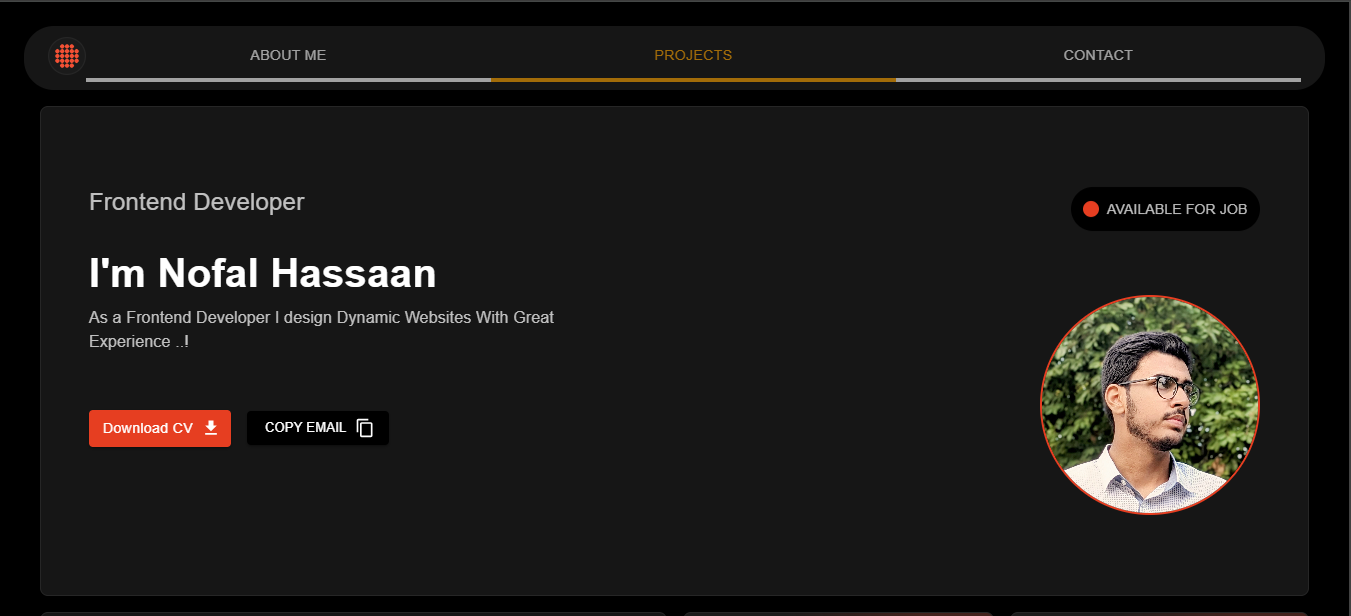 ABOUT ME
PROJECTS
CONTACT
Frontend Developer
AVAILABLE FOR JOB
I'm Nofal Hassaan
As a Frontend Developer I design Dynamic Websites With Great
Experience ..!
Download CV
COPY EMAIL